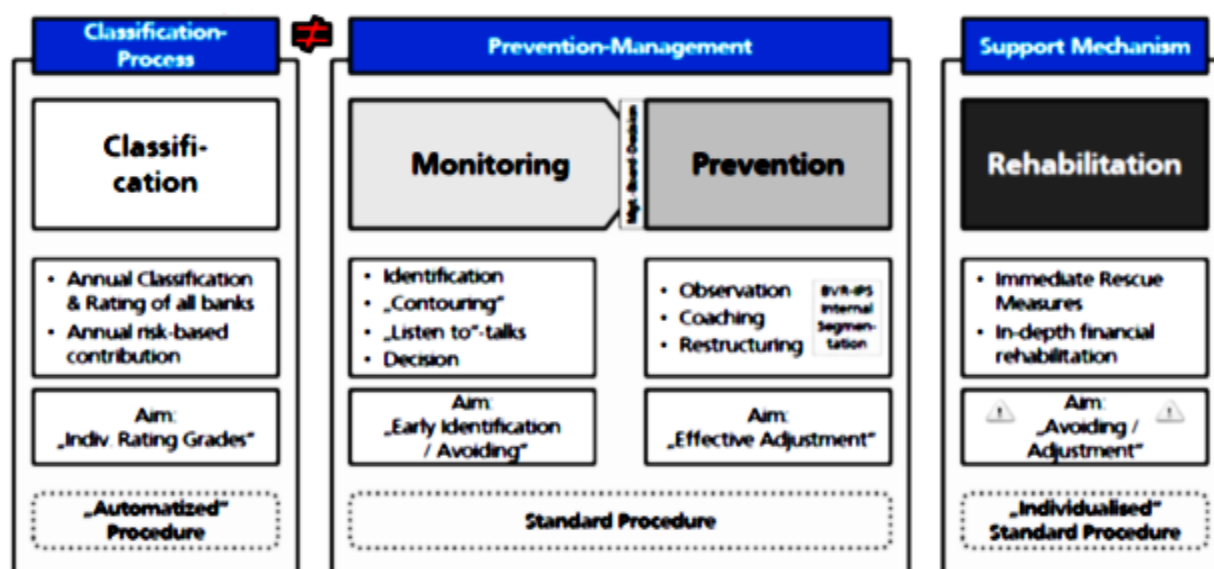 Classification-
Process
≠
Prevention-Management
Support Mechanism
Classifi-
cation
Monitoring
Mgt. Board Decision
Prevention
Rehabilitation
• Annual Classification
& Rating of all banks
• Annual risk-based
contribution
• Identification
• „Contouring“
• „Listen to“-talks
• Decision
• Observation
• Coaching
• Restructuring
BVR-IPS
Internal
Segmen-
tation
• Immediate Rescue
Measures
• In-depth financial
rehabilitation
Aim:
„Indiv. Rating Grades“
Aim:
„Early Identification
/ Avoiding“
Aim:
„Effective Adjustment“
Aim:
„Avoiding /
Adjustment“
„Automatized“
Procedure
Standard Procedure
„Individualised“
Standard Procedure